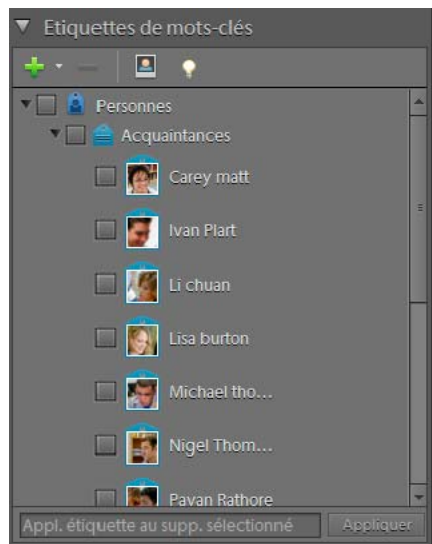 Etiquettes de mots-clés
Personnes
Acquaintances
Carey matt
Ivan Plart
Li chuan
Lisa burton
Michael tho...
Nigel Thom...
Pavan Rathore
Appl. étiquette au supp. sélectionné
Appliquer